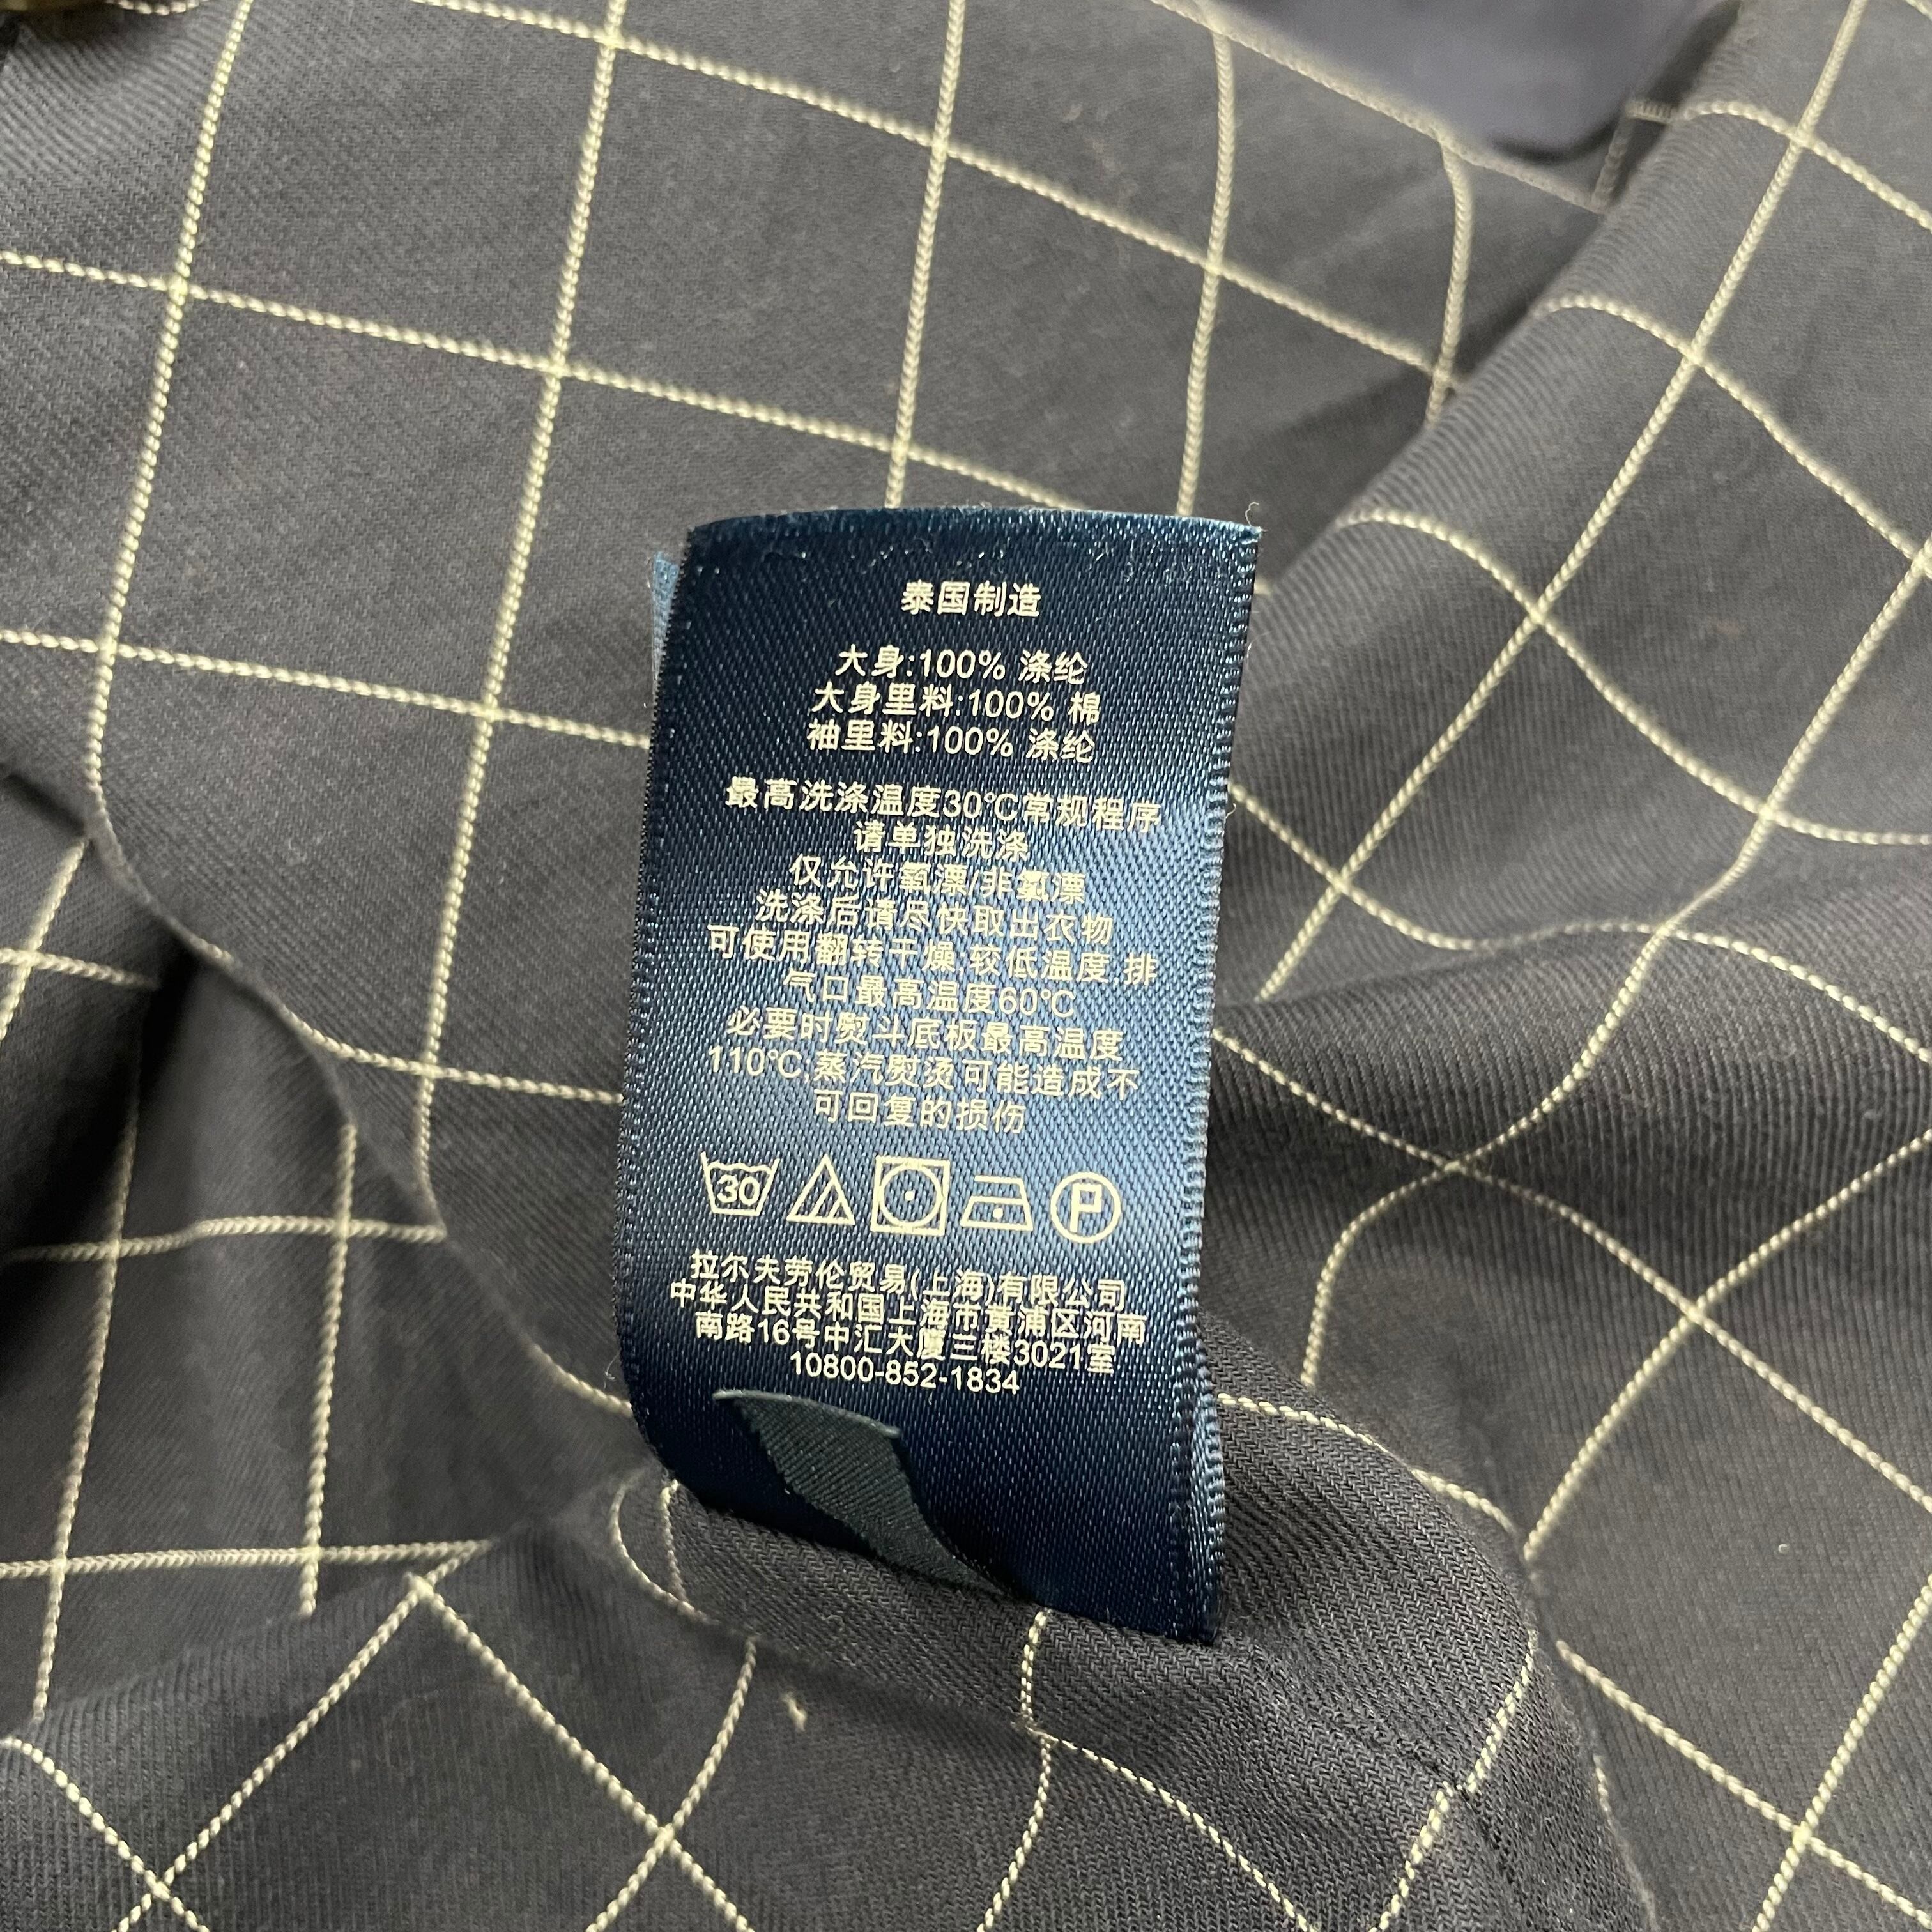 泰国制造
大身:100% 涤纶
大身里料:100% 棉
袖里料:100% 涤纶
最高洗涤温度30℃常规程序
请单独洗涤
仅允许氧漂/非氯漂
洗涤后请尽快取出衣物
可使用翻转干燥,较低温度,排
气口最高温度60℃
必要时熨斗底板最高温度
110℃,蒸汽熨烫可能造成不
可回复的损伤
30 P
拉尔夫劳伦贸易(上海)有限公司
中华人民共和国上海市黄浦区河南
南路16号中汇大厦三楼3021室
10800-852-1834